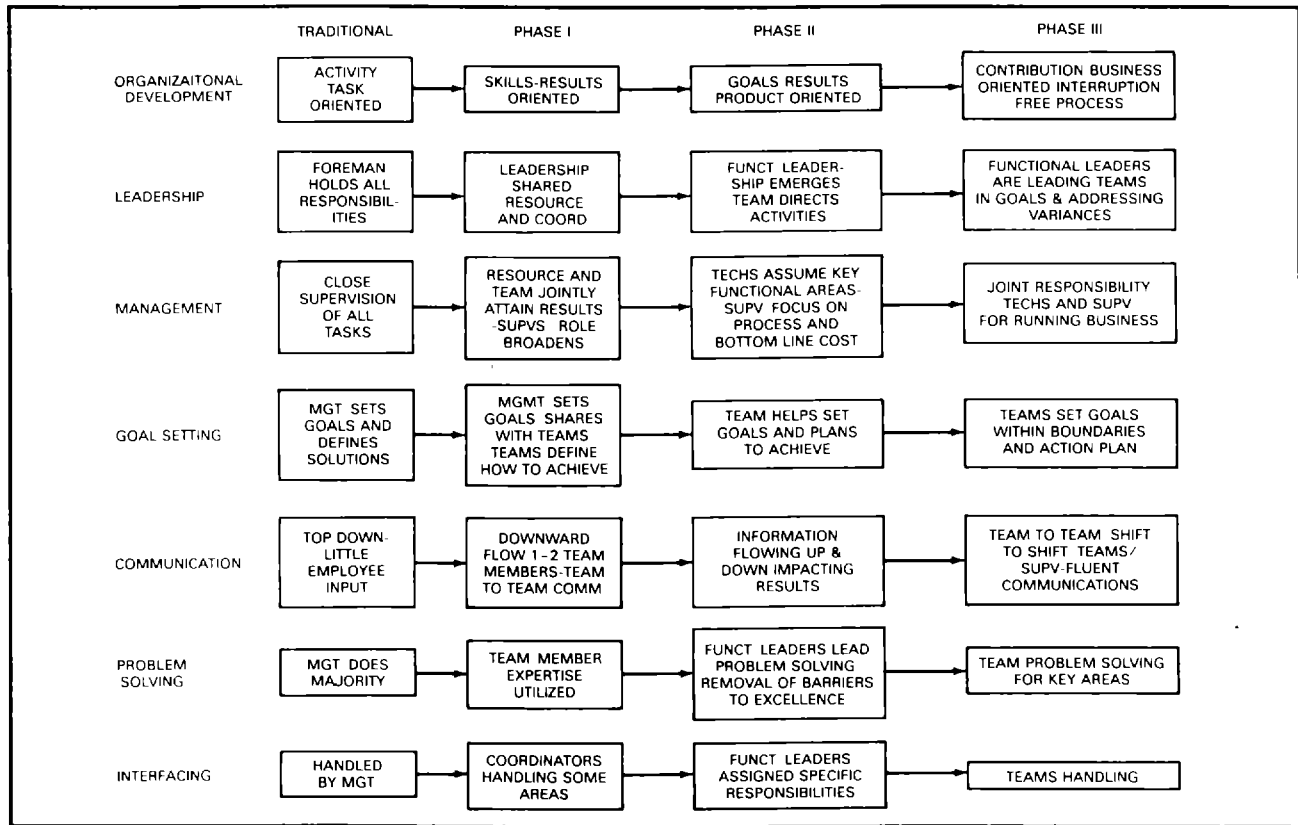 TRADITIONAL PHASE I PHASE II PHASE III
ORGANIZAITONAL
DEVELOPMENT
ACTIVITY
TASK
ORIENTED
SKILLS-RESULTS
ORIENTED
GOALS RESULTS
PRODUCT ORIENTED
CONTRIBUTION BUSINESS
ORIENTED INTERRUPTION
FREE PROCESS
LEADERSHIP
FOREMAN
HOLDS ALL
RESPONSIBIL-
ITIES
LEADERSHIP
SHARED
RESOURCE
AND COORD
FUNCT LEADER-
SHIP EMERGES
TEAM DIRECTS
ACTIVITIES
FUNCTIONAL LEADERS
ARE LEADING TEAMS
IN GOALS & ADDRESSING
VARIANCES
MANAGEMENT
CLOSE
SUPERVISION
OF ALL
TASKS
RESOURCE AND
TEAM JOINTLY
ATTAIN RESULTS
-SUPVS ROLE
BROADENS
TECHS ASSUME KEY
FUNCTIONAL AREAS-
SUPV FOCUS ON
PROCESS AND
BOTTOM LINE COST
JOINT RESPONSIBILITY
TECHS AND SUPV
FOR RUNNING BUSINESS
GOAL SETTING
MGT SETS
GOALS AND
DEFINES
SOLUTIONS
MGMT SETS
GOALS SHARES
WITH TEAMS
TEAMS DEFINE
HOW TO ACHIEVE
TEAM HELPS SET
GOALS AND PLANS
TO ACHIEVE
TEAMS SET GOALS
WITHIN BOUNDARIES
AND ACTION PLAN
COMMUNICATION
TOP DOWN-
LITTLE
EMPLOYEE
INPUT
DOWNWARD
FLOW 1-2 TEAM
MEMBERS-TEAM
TO TEAM COMM
INFORMATION
FLOWING UP &
DOWN IMPACTING
RESULTS
TEAM TO TEAM SHIFT
TO SHIFT TEAMS/
SUPV-FLUENT
COMMUNICATIONS
PROBLEM
SOLVING
MGT DOES
MAJORITY
TEAM MEMBER
EXPERTISE
UTILIZED
FUNCT LEADERS LEAD
PROBLEM SOLVING
REMOVAL OF BARRIERS
TO EXCELLENCE
TEAM PROBLEM SOLVING
FOR KEY AREAS
INTERFACING
HANDLED
BY MGT
COORDINATORS
HANDLING SOME
AREAS
FUNCT LEADERS
ASSIGNED SPECIFIC
RESPONSIBILITIES
TEAMS HANDLING